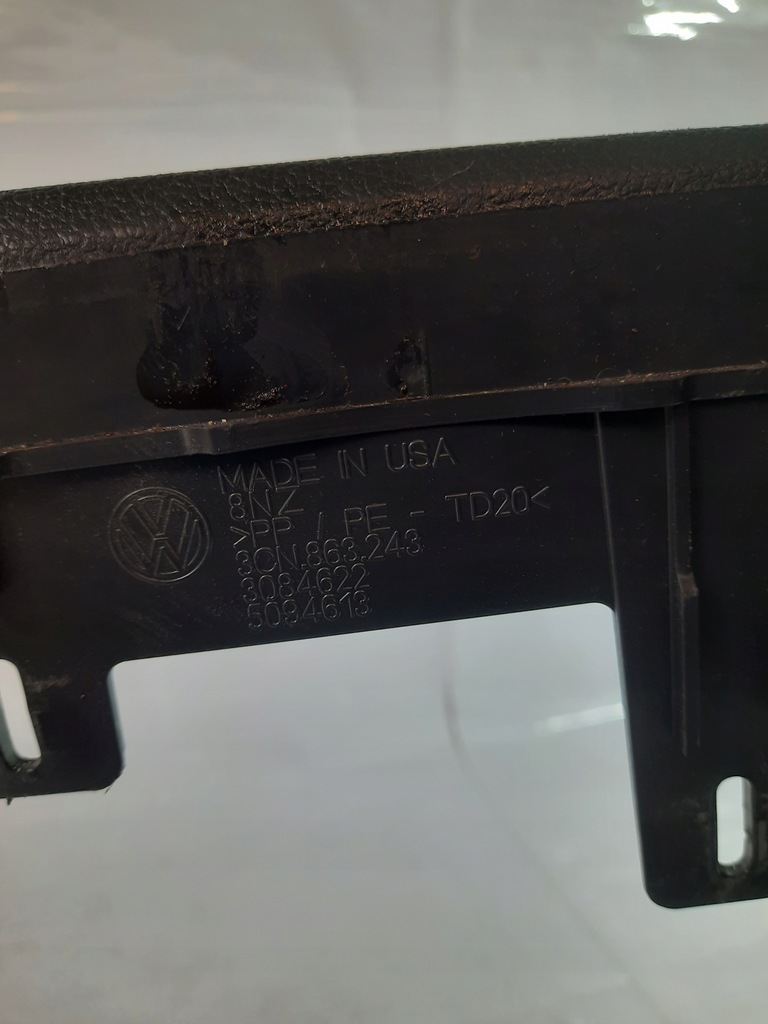 MADE IN USA
8NZ
>PP / PE - TD20<
3CN.863.243
3084622
5094613